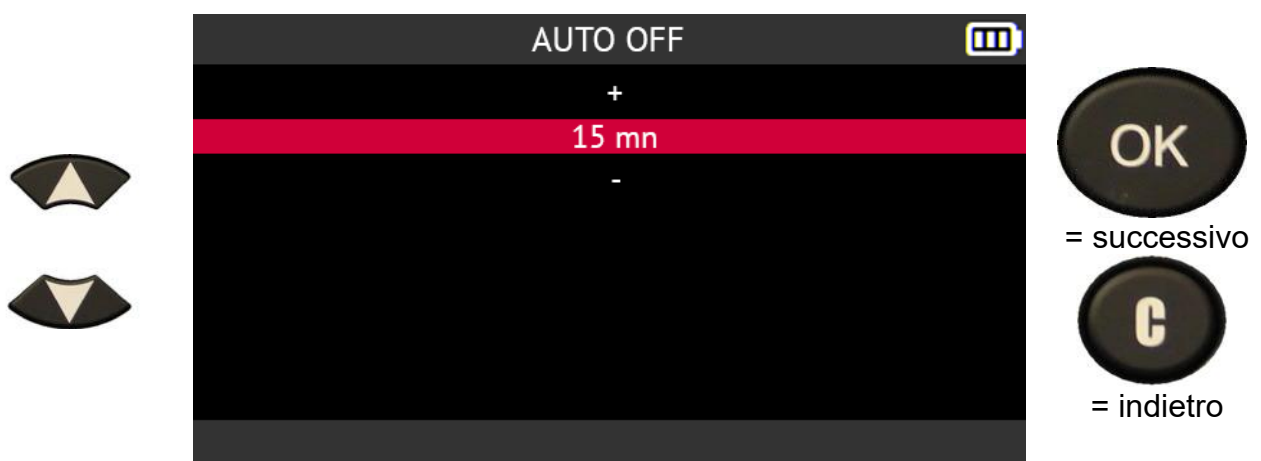 AUTO OFF
+
15 mn
-
OK
= successivo
C
= indietro